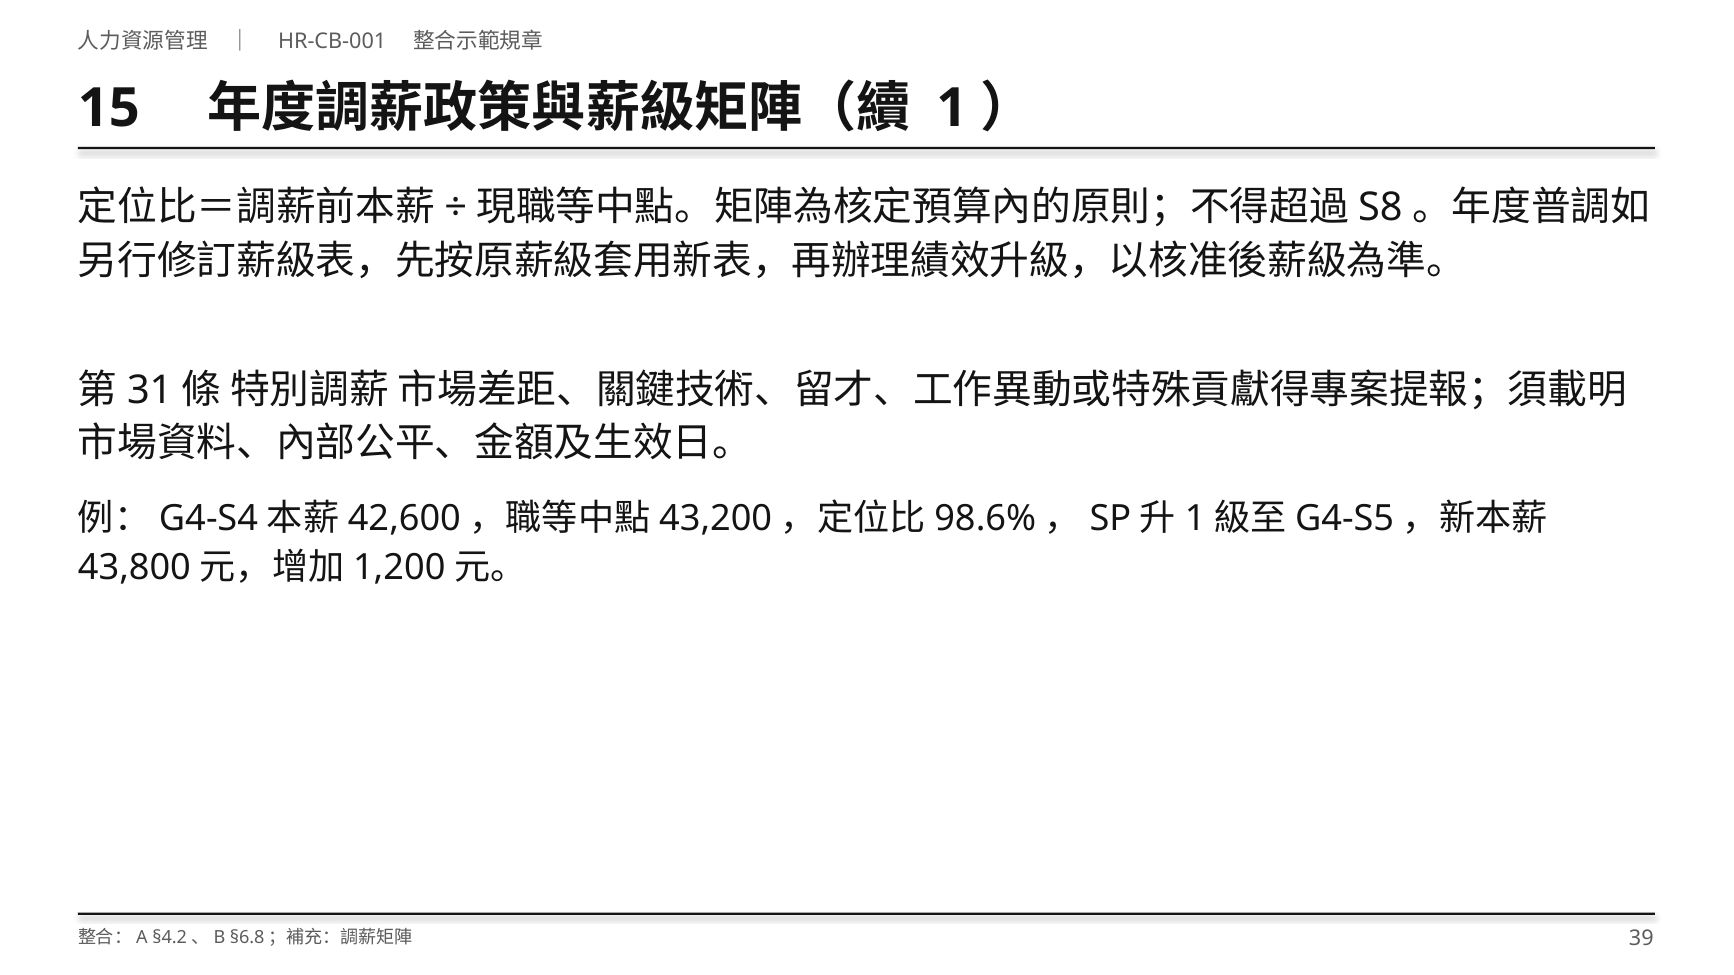 人力資源管理　｜　HR-CB-001　整合示範規章
15　年度調薪政策與薪級矩陣（續 1）
定位比＝調薪前本薪 ÷ 現職等中點。矩陣為核定預算內的原則；不得超過 S8 。年度普調如
另行修訂薪級表，先按原薪級套用新表，再辦理績效升級，以核准後薪級為準。
第 31 條 特別調薪 市場差距、關鍵技術、留才、工作異動或特殊貢獻得專案提報；須載明
市場資料、內部公平、金額及生效日。
例： G4-S4 本薪 42,600 ，職等中點 43,200 ，定位比 98.6% ， SP 升 1 級至 G4-S5 ，新本薪
43,800 元，增加 1,200 元。
整合： A §4.2 、 B §6.8 ；補充：調薪矩陣
39